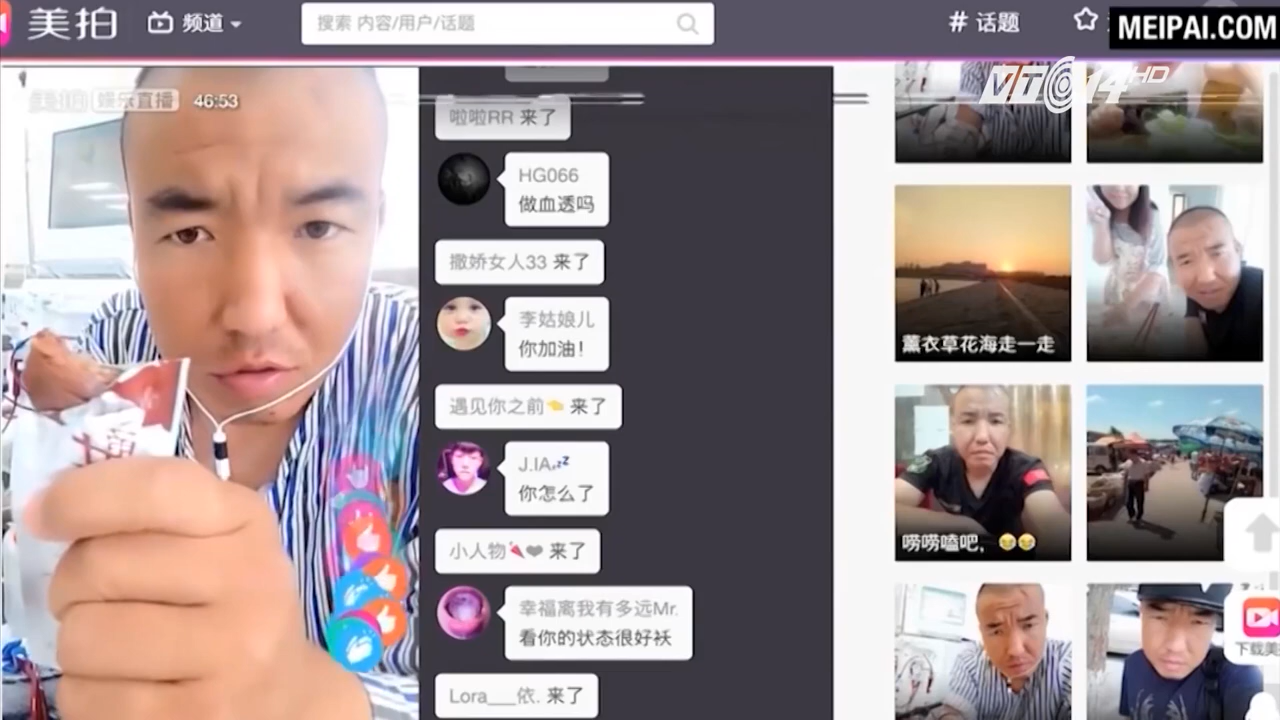 美拍
频道
搜索 内容/用户/话题
# 话题
MEIPAI.COM
VTC14HD
美拍 娱乐直播 46:53
啦啦RR 来了
HG066
做血透吗
撒娇女人33 来了
李姑娘儿
你加油！
遇见你之前👈 来了
J.IA💤
你怎么了
小人物🍬❤ 来了
幸福离我有多远Mr.
看你的状态很好袄
Lora___依. 来了
薰衣草花海走一走
唠唠嗑吧，😂😂
下载美